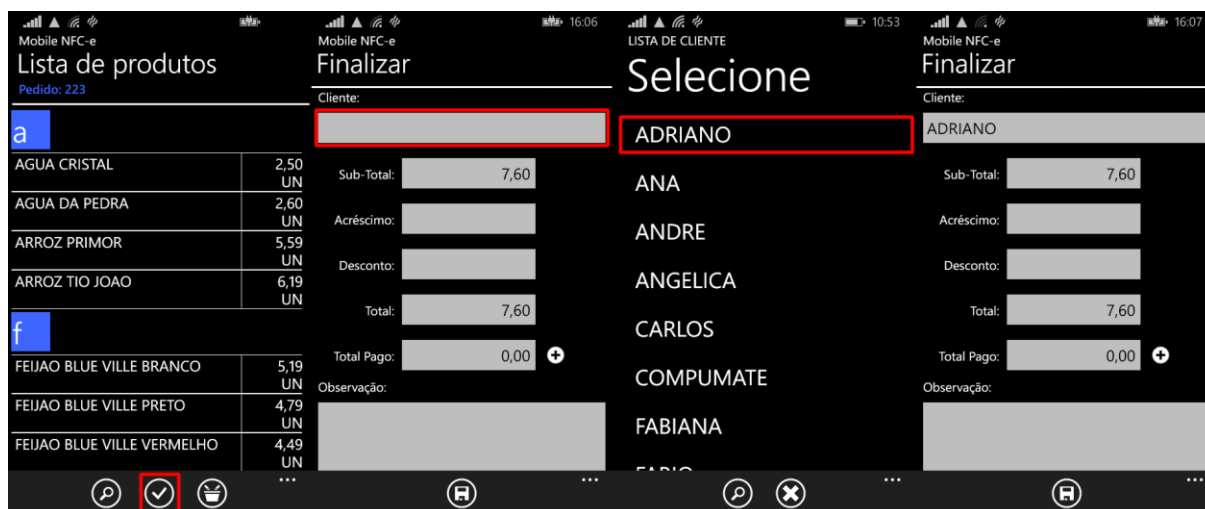 Mobile NFC-e
Lista de produtos
Pedido: 223
a
AGUA CRISTAL 2,50
UN
AGUA DA PEDRA 2,60
UN
ARROZ PRIMOR 5,59
UN
ARROZ TIO JOAO 6,19
UN
f
FEIJAO BLUE VILLE BRANCO 5,19
UN
FEIJAO BLUE VILLE PRETO 4,79
UN
FEIJAO BLUE VILLE VERMELHO 4,49
UN
16:06
Mobile NFC-e
Finalizar
Cliente:
Sub-Total: 7,60
Acréscimo:
Desconto:
Total: 7,60
Total Pago: 0,00
Observação:
10:53
LISTA DE CLIENTE
Selecione
ADRIANO
ANA
ANDRE
ANGELICA
CARLOS
COMPUMATE
FABIANA
FABIO
16:07
Mobile NFC-e
Finalizar
Cliente:
ADRIANO
Sub-Total: 7,60
Acréscimo:
Desconto:
Total: 7,60
Total Pago: 0,00
Observação: